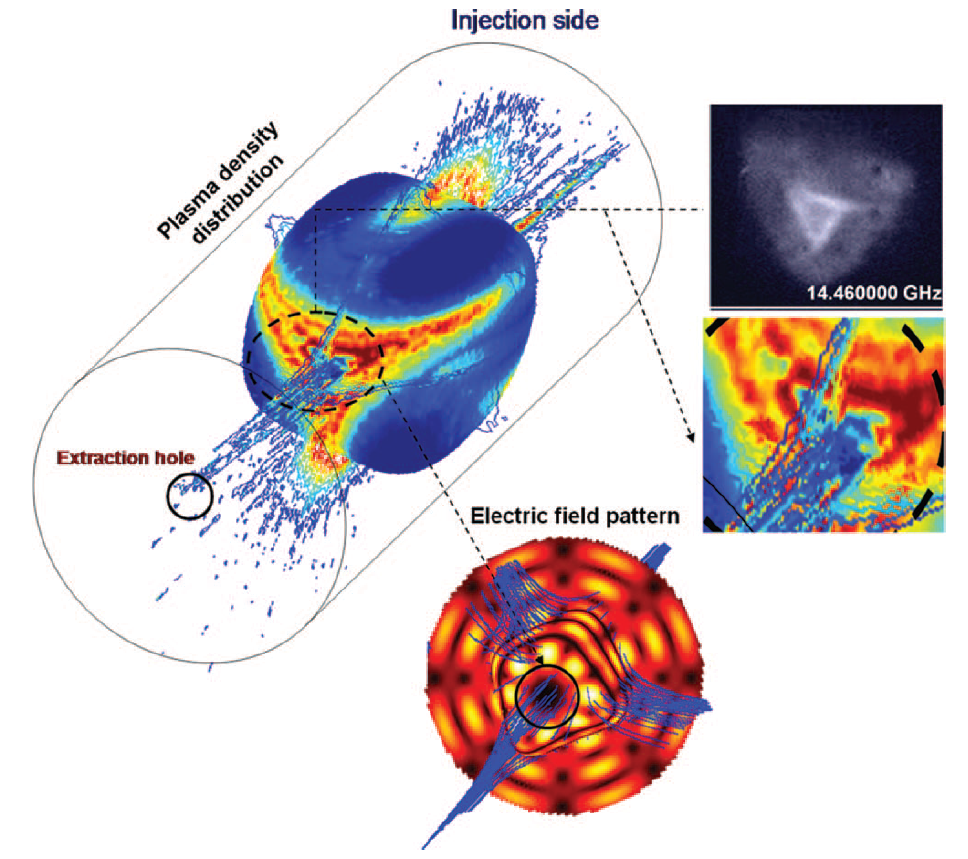 Injection side
Plasma density
distribution
14.460000 GHz
Extraction hole
Electric field pattern